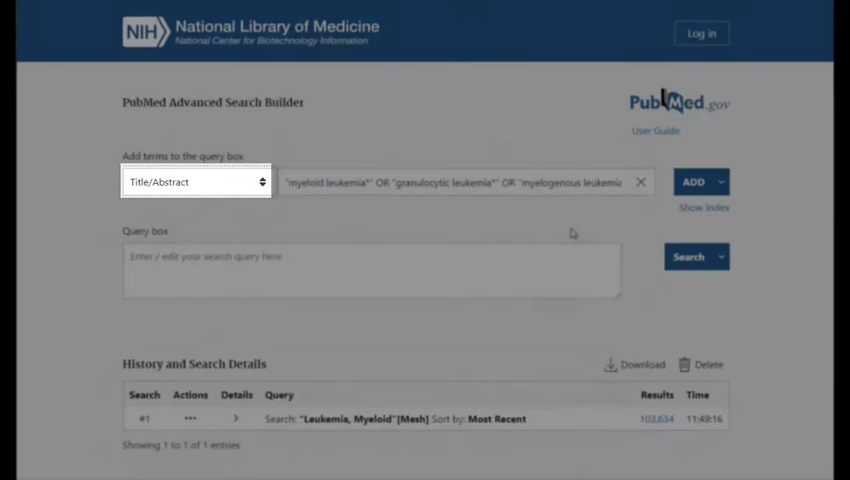 NIH National Library of Medicine
National Center for Biotechnology Information
Log in
PubMed Advanced Search Builder
PubMed.gov
User Guide
Add terms to the query box
Title/Abstract
"myeloid leukemia*" OR "granulocytic leukemia*" OR "myelogenous leukemia
ADD
Show Index
Query box
Enter / edit your search query here
Search
History and Search Details
Download Delete
Search Actions Details Query Results Time
#1 ••• > Search: "Leukemia, Myeloid"[Mesh] Sort by: Most Recent 103,634 11:49:16
Showing 1 to 1 of 1 entries